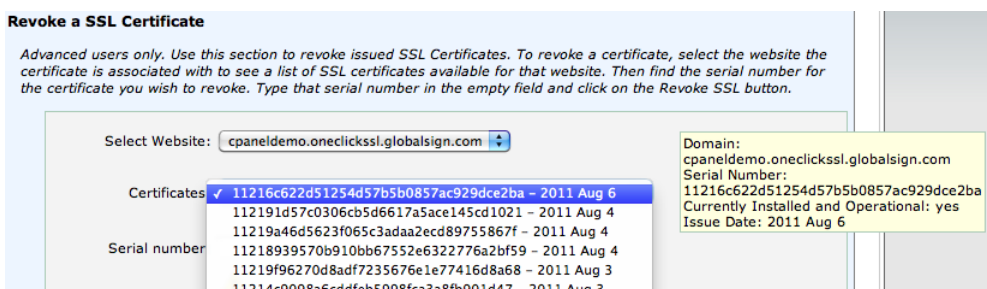 Revoke a SSL Certificate
Advanced users only. Use this section to revoke issued SSL Certificates. To revoke a certificate, select the website the
certificate is associated with to see a list of SSL certificates available for that website. Then find the serial number for
the certificate you wish to revoke. Type that serial number in the empty field and click on the Revoke SSL button.
Select Website: cpaneldemo.oneclickssl.globalsign.com
Certificates ✓ 11216c622d51254d57b5b0857ac929dce2ba – 2011 Aug 6
112191d57c0306cb5d6617a5ace145cd1021 – 2011 Aug 4
11219a46d5623f065c3adaa2ecd89755867f – 2011 Aug 4
Serial number 11218939570b910bb67552e6322776a2bf59 – 2011 Aug 4
11219f96270d8adf7235676e1e77416d8a68 – 2011 Aug 3
– 2011 Aug 3
Domain:
cpaneldemo.oneclickssl.globalsign.com
Serial Number:
11216c622d51254d57b5b0857ac929dce2ba
Currently Installed and Operational: yes
Issue Date: 2011 Aug 6